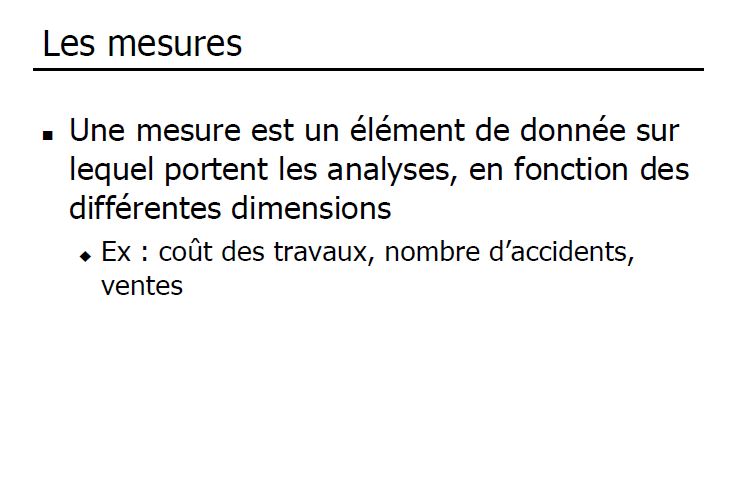 Les mesures
Une mesure est un élément de donnée sur
lequel portent les analyses, en fonction des
différentes dimensions
Ex : coût des travaux, nombre d’accidents,
ventes